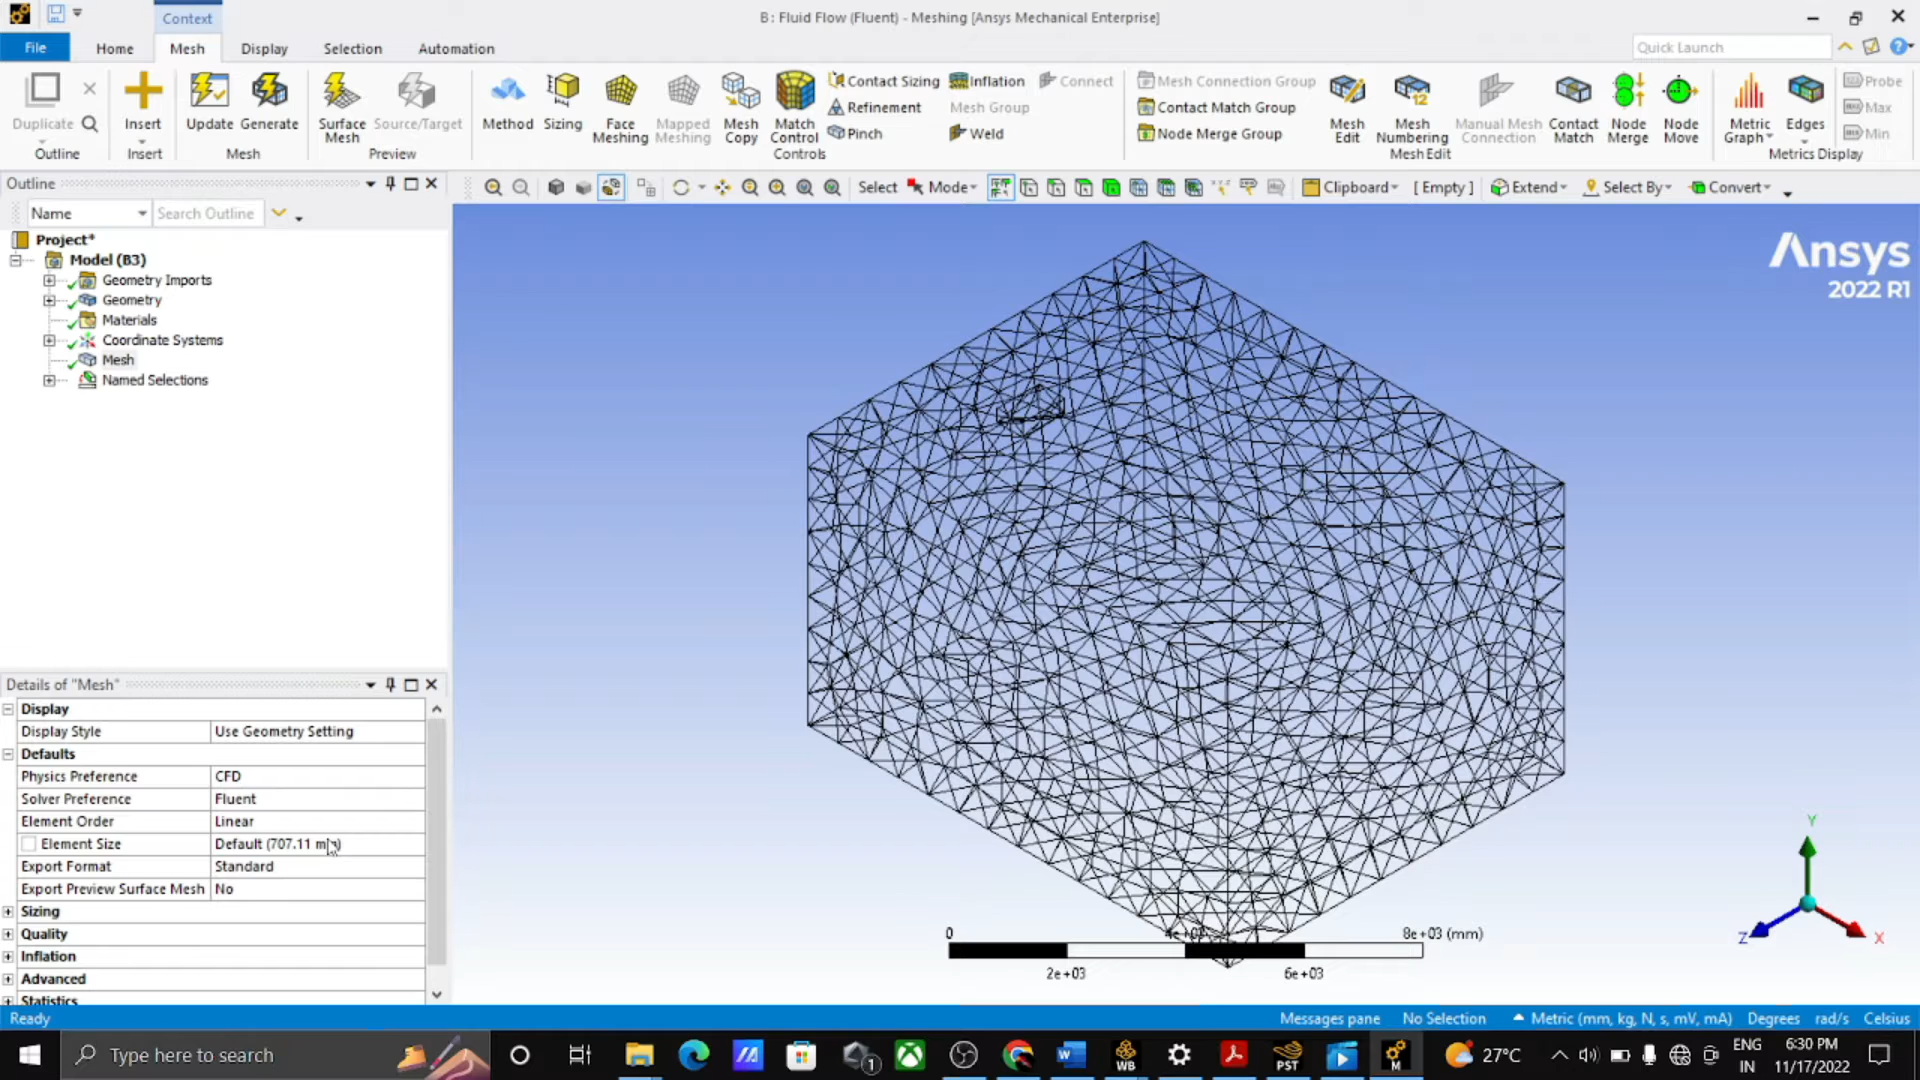 Context
B : Fluid Flow (Fluent) - Meshing [Ansys Mechanical Enterprise]
File
Home
Mesh
Display
Selection
Automation
Quick Launch
Duplicate
Outline
Insert
Insert
Update
Generate
Mesh
Surface Mesh
Source/Target
Preview
Method
Sizing
Face Meshing
Mapped Meshing
Mesh Copy
Match Control
Contact Sizing
Refinement
Pinch
Inflation
Mesh Group
Weld
Connect
Controls
Mesh Connection Group
Contact Match Group
Node Merge Group
Mesh Edit
Mesh Numbering
Manual Mesh Connection
Contact Match
Node Merge
Node Move
Mesh Edit
Metric Graph
Edges
Probe
Max
Min
Metrics Display
Outline
Select
Mode
Clipboard
[ Empty ]
Extend
Select By
Convert
Name
Search Outline
Project*
Model (B3)
Geometry Imports
Geometry
Materials
Coordinate Systems
Mesh
Named Selections
Ansys
2022 R1
Details of "Mesh"
Display
Display Style Use Geometry Setting
Defaults
Physics Preference CFD
Solver Preference Fluent
Element Order Linear
Element Size Default (707.11 mm)
Export Format Standard
Export Preview Surface Mesh No
Sizing
Quality
Inflation
Advanced
Statistics
0
8e+03 (mm)
2e+03
6e+03
Y
Z
X
Ready
Messages pane
No Selection
Metric (mm, kg, N, s, mV, mA)
Degrees
rad/s
Celsius
Type here to search
1
WB
PST
M
27°C
ENG
IN
6:30 PM
11/17/2022